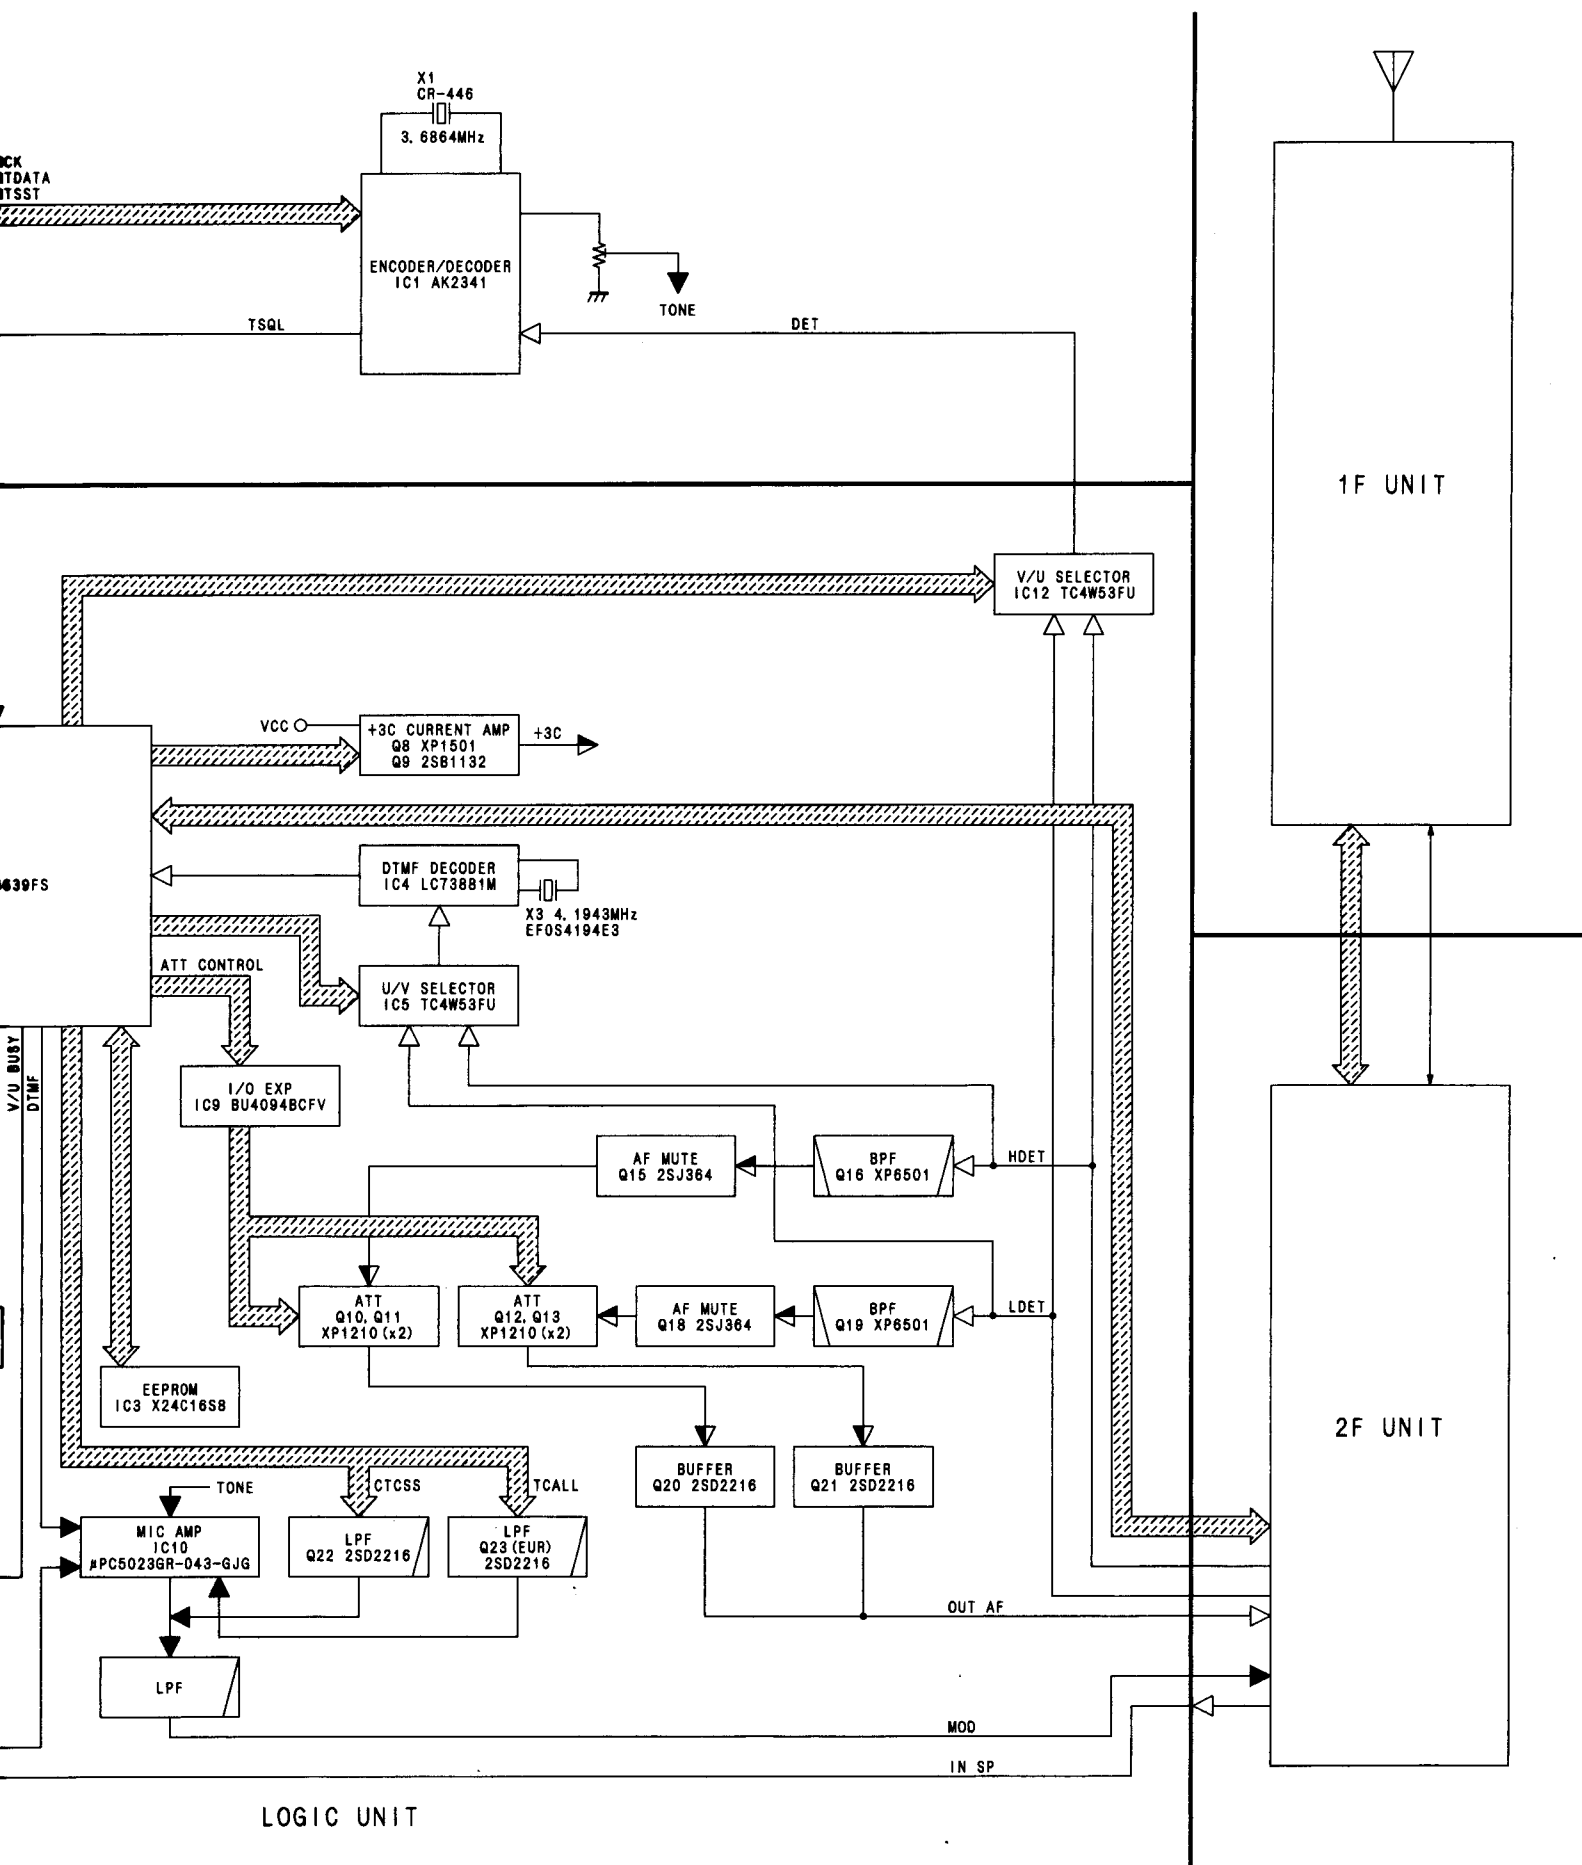 X1
CR-446
3.6864MHz
TDATA
TSST
ENCODER/DECODER
IC1 AK2341
TONE
TSQL
DET
1F UNIT
V/U SELECTOR
IC12 TC4W53FU
VCC
+3C CURRENT AMP
Q8 XP1501
Q9 2SB1132
+3C
639FS
DTMF DECODER
IC4 LC73881M
X3 4.1943MHz
EFOS4194E3
ATT CONTROL
U/V SELECTOR
IC5 TC4W53FU
V/U BUSY
DTMF
I/O EXP
IC9 BU4094BCFV
AF MUTE
Q15 2SJ364
BPF
Q16 XP6501
HDET
ATT
Q10,Q11
XP1210(x2)
ATT
Q12,Q13
XP1210(x2)
AF MUTE
Q18 2SJ364
BPF
Q19 XP6501
LDET
EEPROM
IC3 X24C16S8
2F UNIT
BUFFER
Q20 2SD2216
BUFFER
Q21 2SD2216
TONE
CTCSS
TCALL
MIC AMP
IC10
µPC5023GR-043-GJG
LPF
Q22 2SD2216
LPF
Q23(EUR)
2SD2216
OUT AF
LPF
MOD
IN SP
LOGIC UNIT